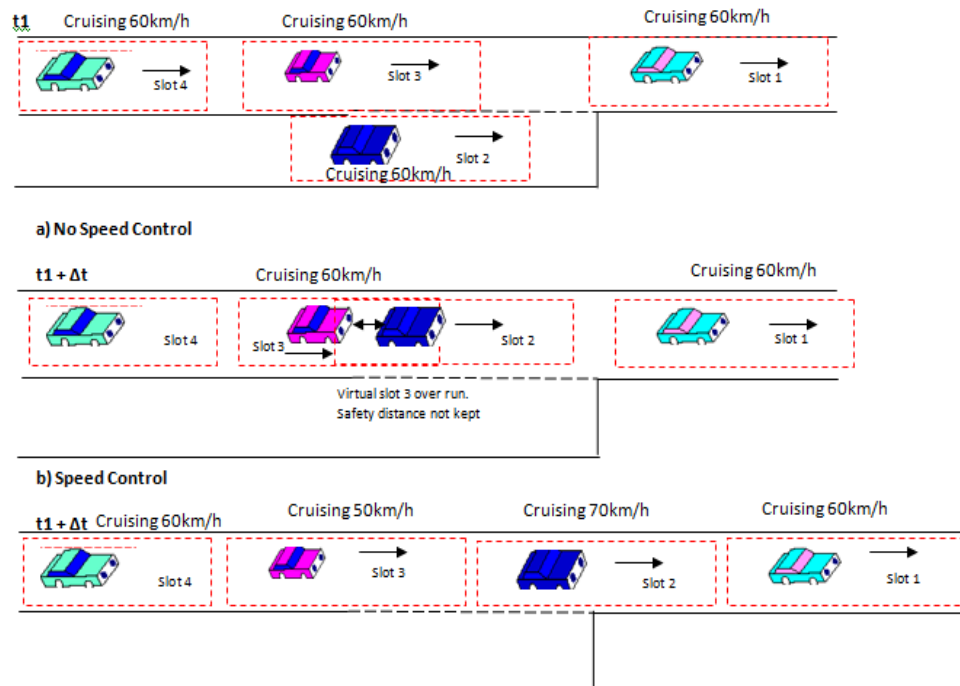 t1 Cruising 60km/h Cruising 60km/h Cruising 60km/h
Slot 4 Slot 3 Slot 1
Slot 2
Cruising 60km/h
a) No Speed Control
t1 + Δt Cruising 60km/h Cruising 60km/h
Slot 4 Slot 3 Slot 2 Slot 1
Virtual slot 3 over run.
Safety distance not kept
b) Speed Control
t1 + Δt Cruising 60km/h Cruising 50km/h Cruising 70km/h Cruising 60km/h
Slot 4 Slot 3 Slot 2 Slot 1